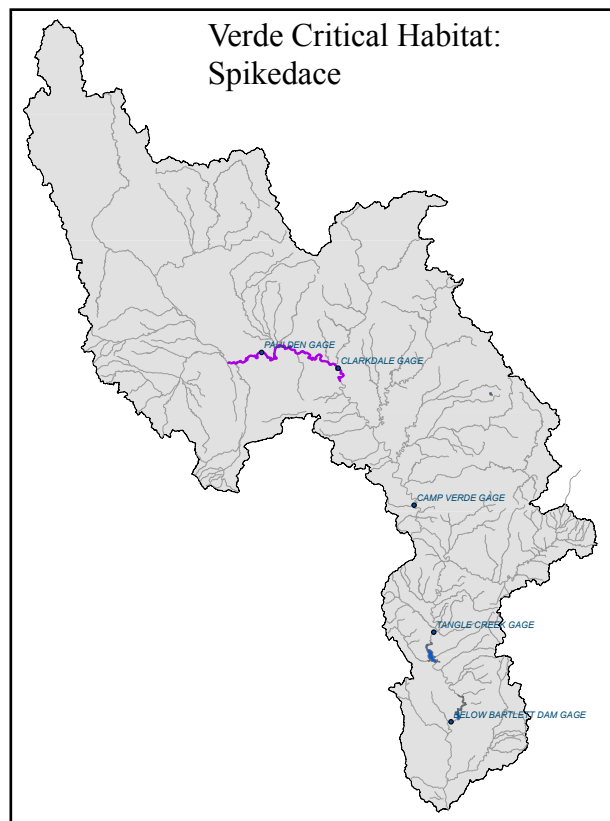 Verde Critical Habitat:
Spikedace
PAULDEN GAGE
CLARKDALE GAGE
CAMP VERDE GAGE
TANGLE CREEK GAGE
BELOW BARTLETT DAM GAGE